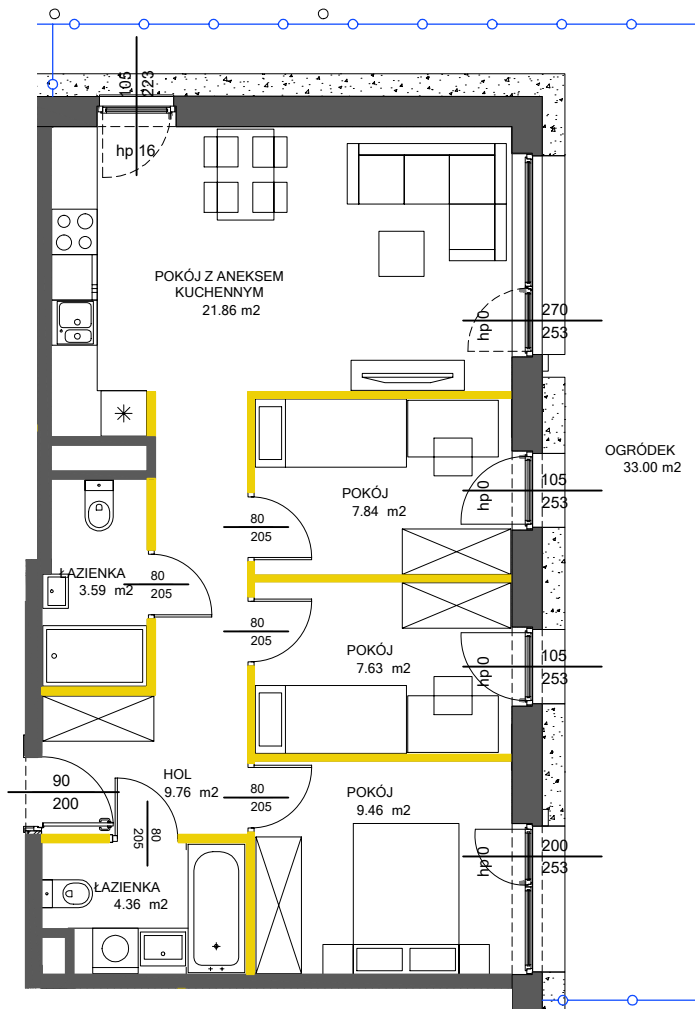 105
223
hp 16
POKÓJ Z ANEKSEM
KUCHENNYM
21.86 m2
hp 0
270
253
OGRÓDEK
33.00 m2
POKÓJ
7.84 m2
hp 0
105
253
80
205
ŁAZIENKA
3.59 m2
80
205
80
205
POKÓJ
7.63 m2
hp 0
105
253
90
200
HOL
9.76 m2
80
205
POKÓJ
9.46 m2
80
205
hp 0
200
253
ŁAZIENKA
4.36 m2